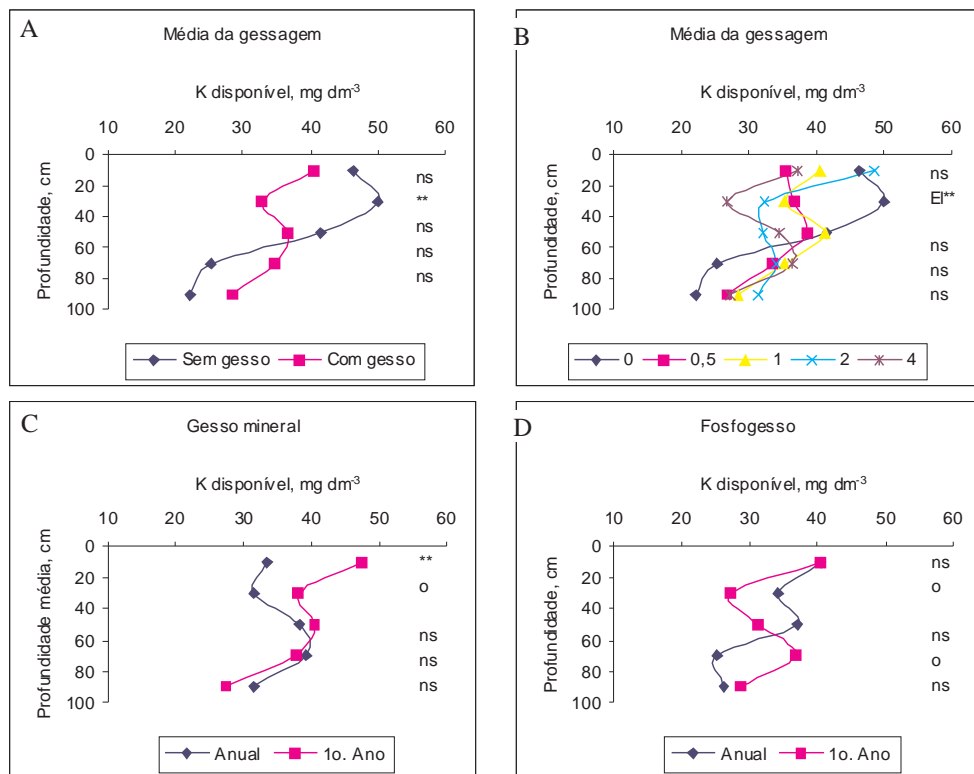 A
Média da gessagem
K disponível, mg dm-3
10 20 30 40 50 60
0
20
40
60
80
100
Profundidade, cm
ns
**
ns
ns
ns
Sem gesso Com gesso
B
Média da gessagem
K disponível, mg dm-3
10 20 30 40 50 60
0
20
40
60
80
100
Profundidade, cm
ns
El**
ns
ns
ns
0 0,5 1 2 4
C
Gesso mineral
K disponível, mg dm-3
10 20 30 40 50 60
0
20
40
60
80
100
Profundidade média, cm
**
o
ns
ns
ns
Anual 1o. Ano
D
Fosfogesso
K disponível, mg dm-3
10 20 30 40 50 60
0
20
40
60
80
100
Profundidade, cm
ns
o
ns
o
ns
Anual 1o. Ano